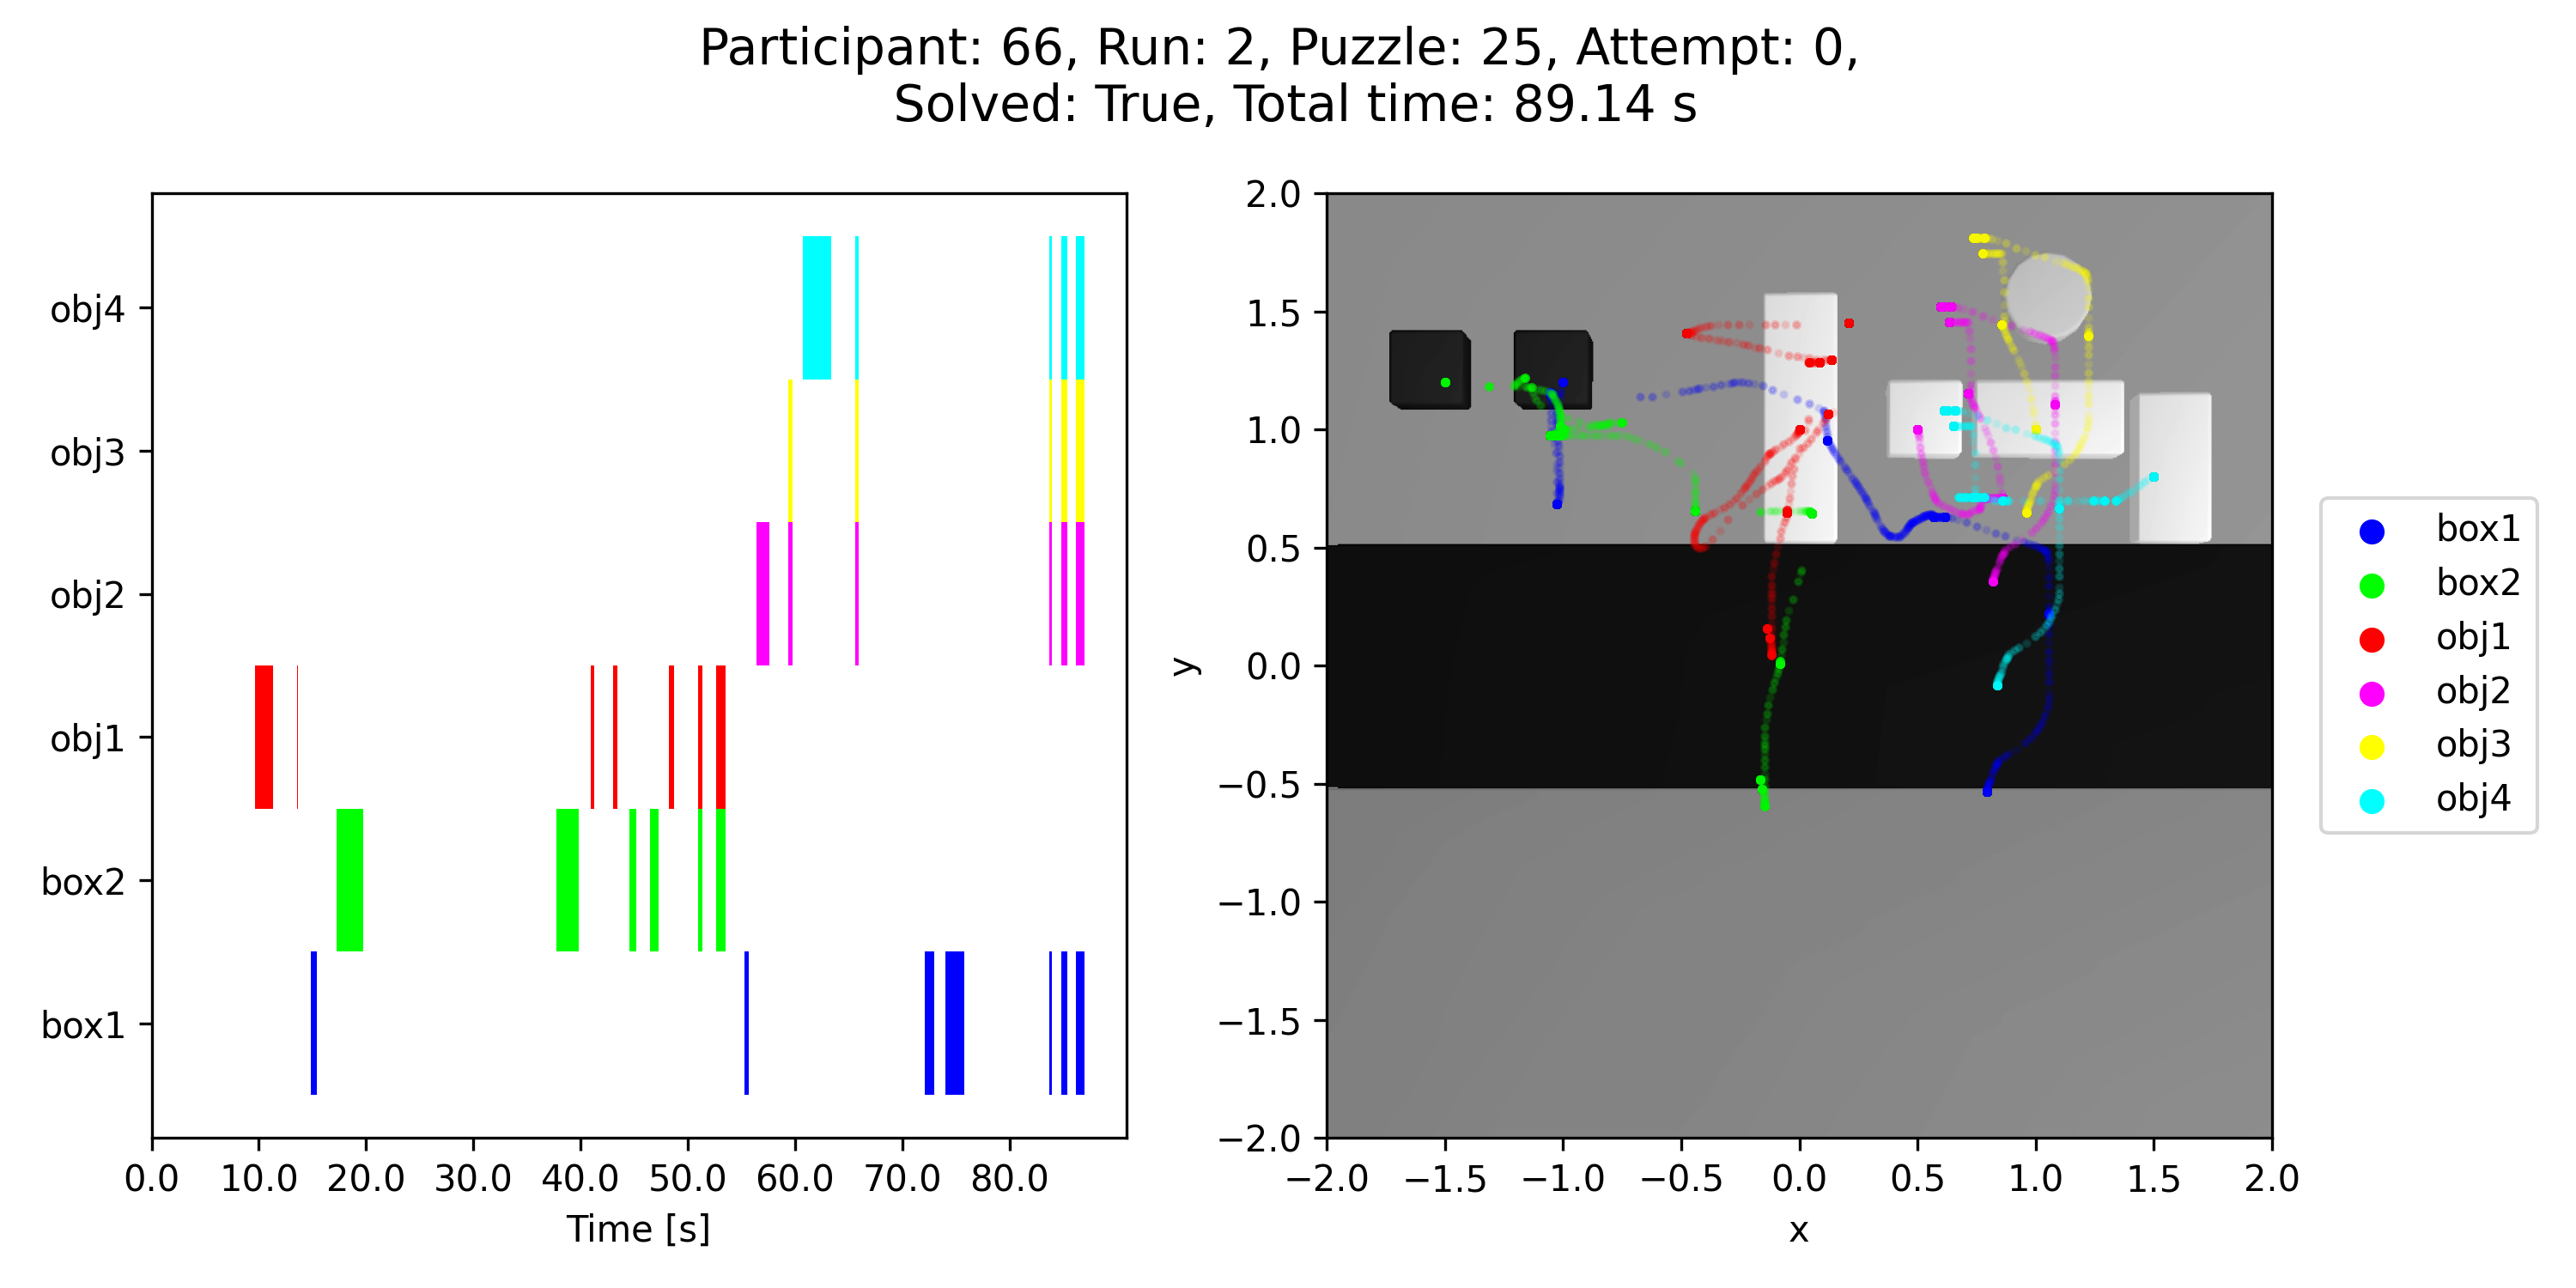 Participant: 66, Run: 2, Puzzle: 25, Attempt: 0,
Solved: True, Total time: 89.14 s
obj4
obj3
obj2
obj1
box2
box1
0.0 10.0 20.0 30.0 40.0 50.0 60.0 70.0 80.0
Time [s]
2.0
1.5
1.0
0.5
0.0
−0.5
−1.0
−1.5
−2.0
y
−2.0 −1.5 −1.0 −0.5 0.0 0.5 1.0 1.5 2.0
x
box1
box2
obj1
obj2
obj3
obj4